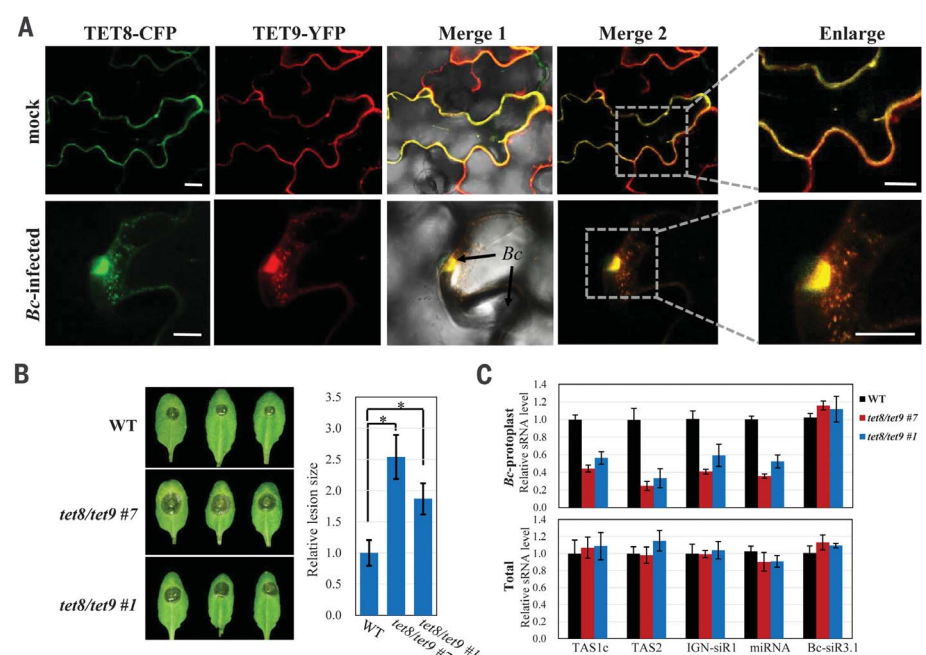 A
TET8-CFP TET9-YFP Merge 1 Merge 2 Enlarge
mock
Bc-infected
Bc
B
WT
tet8/tet9 #7
tet8/tet9 #1
Relative lesion size
3.5
3.0
2.5
2.0
1.5
1.0
0.5
0.0
* *
WT tet8/tet9 #7 tet8/tet9 #1
C
Bc-protoplast
Relative sRNA level
1.4
1.2
1.0
0.8
0.6
0.4
0.2
0
WT
tet8/tet9 #7
tet8/tet9 #1
Total
Relative sRNA level
1.4
1.2
1.0
0.8
0.6
0.4
0.2
0
TAS1c TAS2 IGN-siR1 miRNA Bc-siR3.1